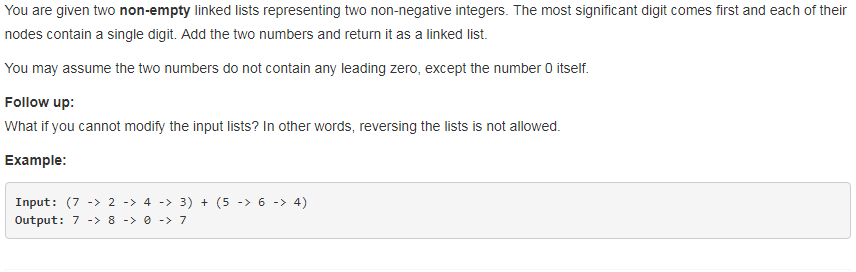 You are given two non-empty linked lists representing two non-negative integers. The most significant digit comes first and each of their
nodes contain a single digit. Add the two numbers and return it as a linked list.
You may assume the two numbers do not contain any leading zero, except the number 0 itself.
Follow up:
What if you cannot modify the input lists? In other words, reversing the lists is not allowed.
Example:
Input: (7 -> 2 -> 4 -> 3) + (5 -> 6 -> 4)
Output: 7 -> 8 -> 0 -> 7